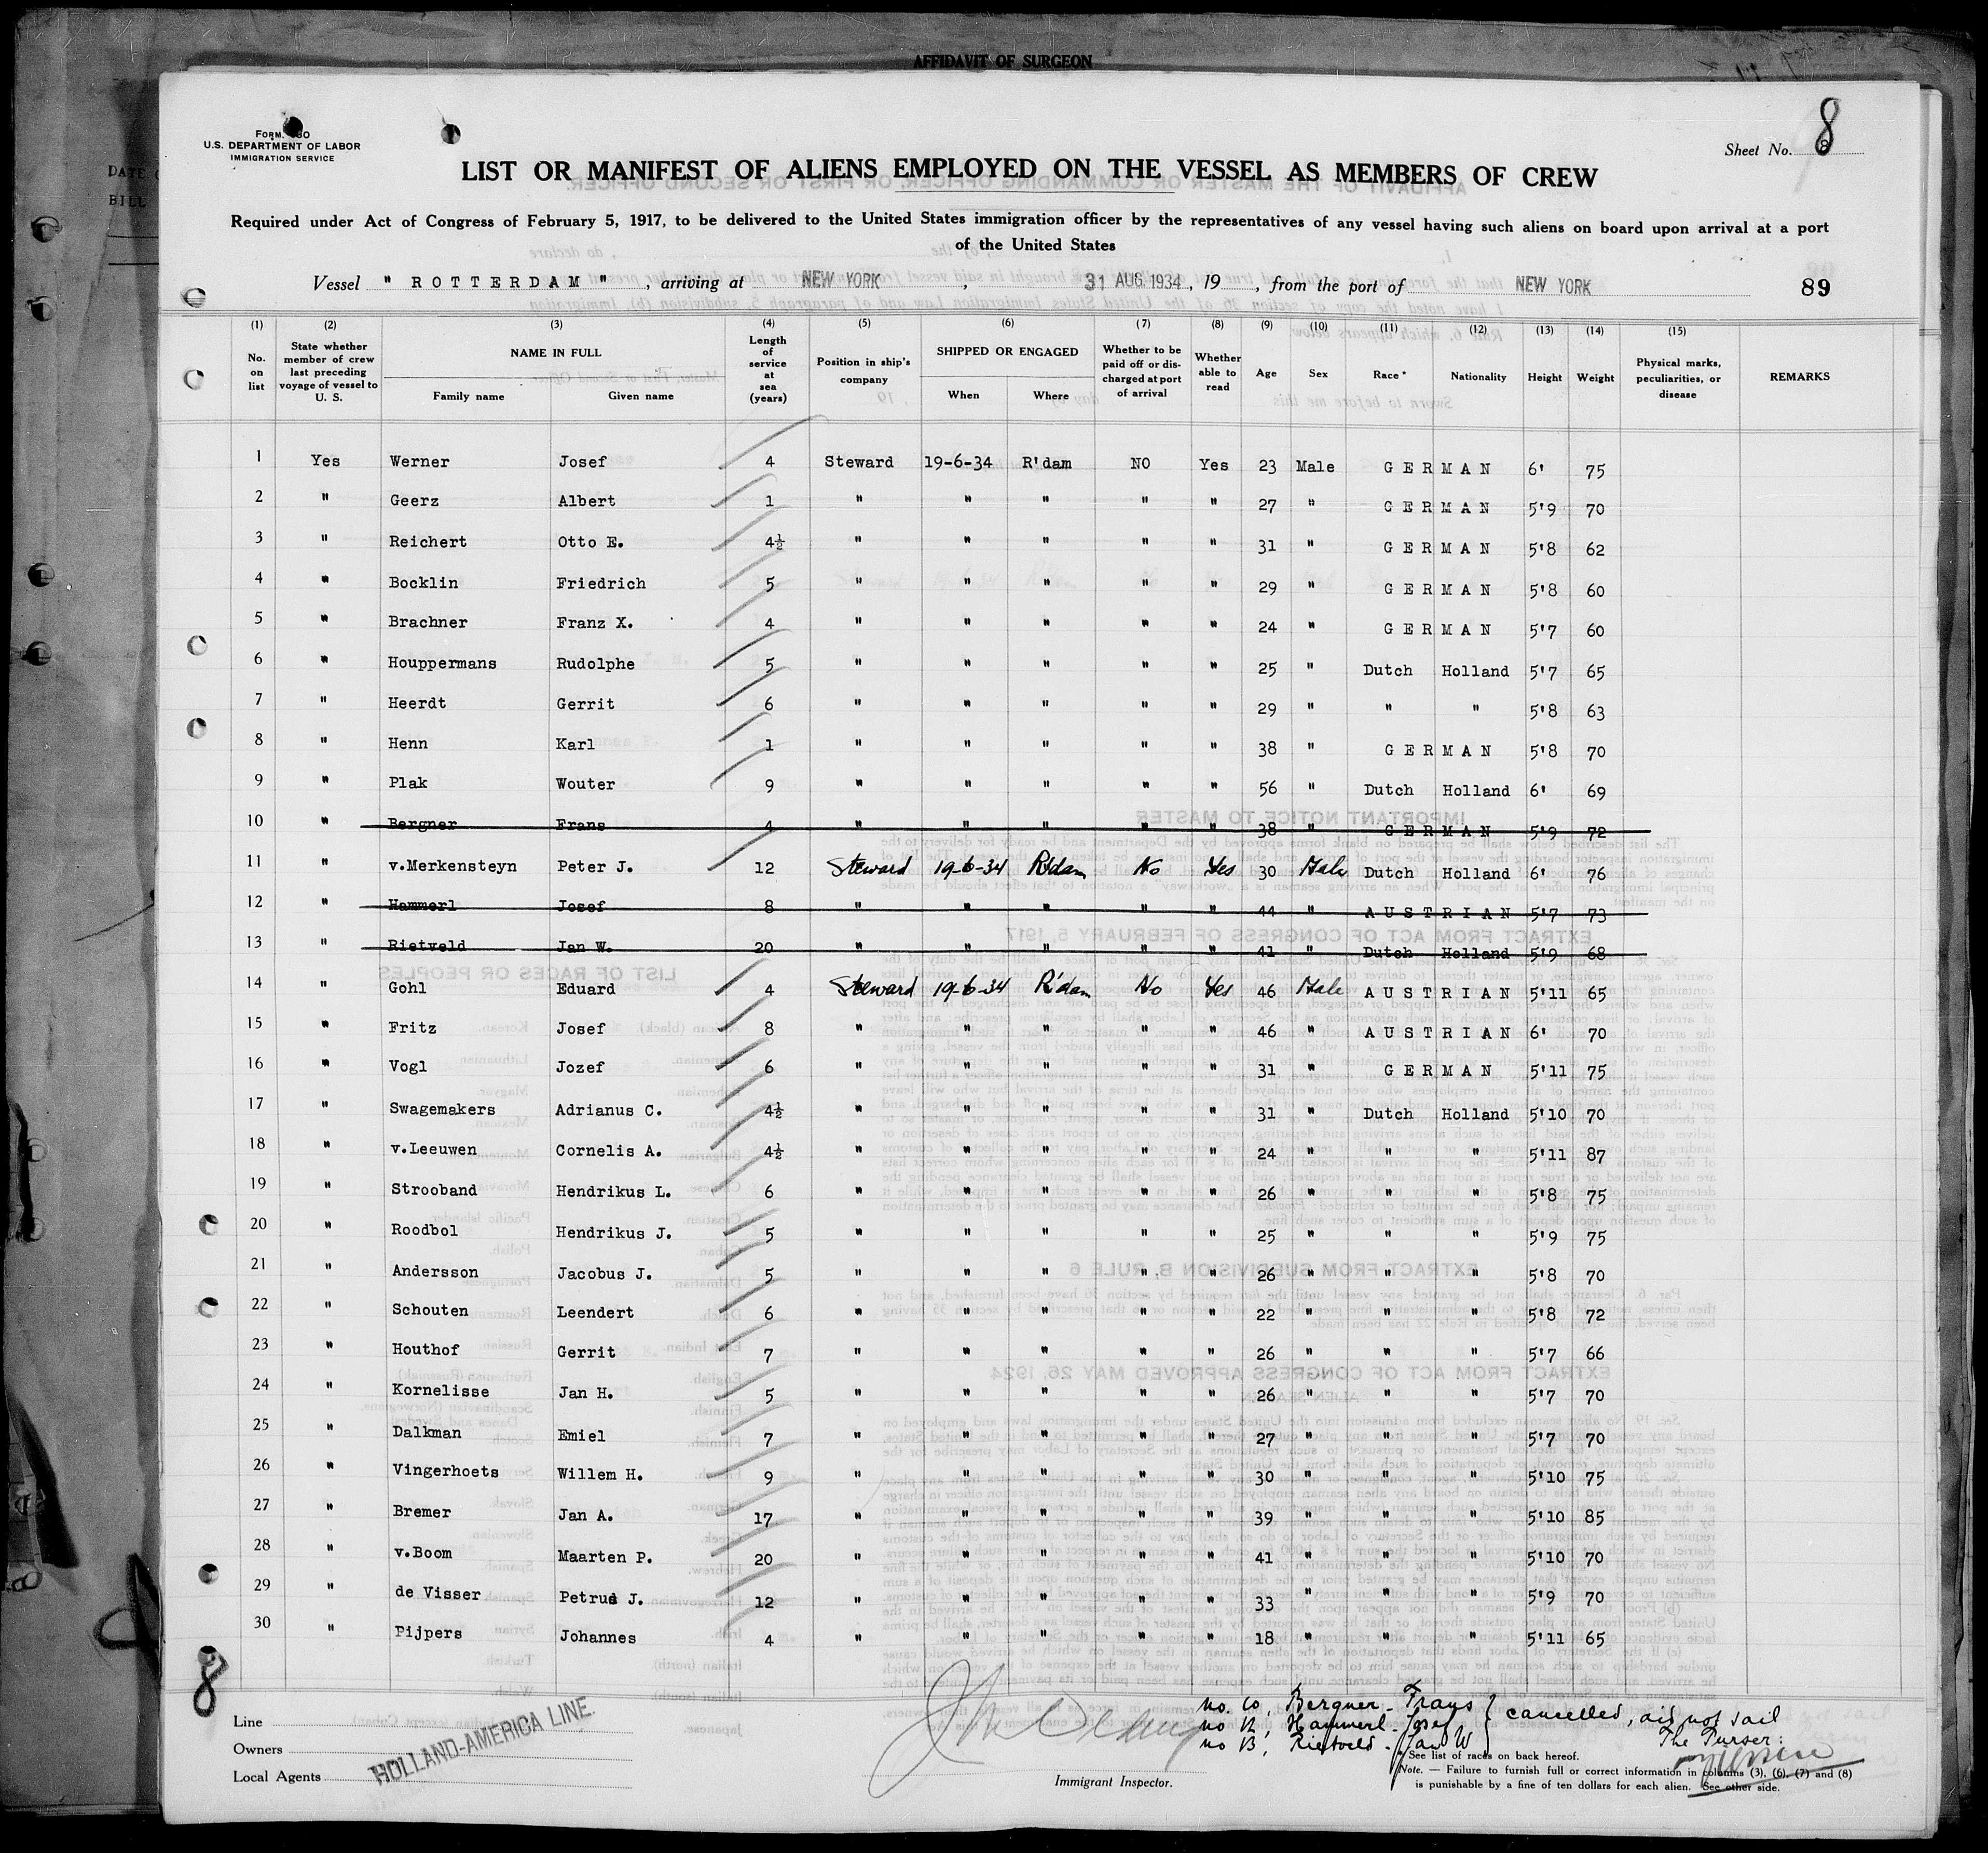 AFFIDAVIT OF SURGEON
8
Sheet No. 8
U.S. DEPARTMENT OF LABOR
IMMIGRATION SERVICE
LIST OR MANIFEST OF ALIENS EMPLOYED ON THE VESSEL AS MEMBERS OF CREW
Required under Act of Congress of February 5, 1917, to be delivered to the United States immigration officer by the representatives of any vessel having such aliens on board upon arrival at a port
of the United States
Vessel " ROTTERDAM " , arriving at NEW YORK , 31 AUG 1934 , 19 , from the port of NEW YORK 89
(1) (2) (3) (4) (5) (6) (7) (8) (9) (10) (11) (12) (13) (14) (15)
No. on list State whether member of crew last preceding voyage of vessel to U. S. NAME IN FULL Family name Given name Length of service at sea (years) Position in ship's company SHIPPED OR ENGAGED When Where Whether to be paid off or discharged at port of arrival Whether able to read Age Sex Race* Nationality Height Weight Physical marks, peculiarities, or disease REMARKS
1 Yes Werner Josef 4 Steward 19-6-34 R'dam NO Yes 23 Male GERMAN 6' 75
2 " Geerz Albert 1 " " " " " 27 " GERMAN 5'9 70
3 " Reichert Otto E. 4½ " " " " " 31 " GERMAN 5'8 62
4 " Bocklin Friedrich 5 " " " " " 29 " GERMAN 5'8 60
5 " Brachner Franz X. 4 " " " " " 24 " GERMAN 5'7 60
6 " Houppermans Rudolphe 5 " " " " " 25 " Dutch Holland 5'7 65
7 " Heerdt Gerrit 6 " " " " " 29 " " " 5'8 63
8 " Henn Karl 1 " " " " " 38 " GERMAN 5'8 70
9 " Plak Wouter 9 " " " " " 56 " Dutch Holland 6' 69
10 " Bergner Frans 4 " " " " " 38 " GERMAN 5'9 72
11 " v.Merkensteyn Peter J. 12 Steward 19-6-34 R'dam No Yes 30 Male Dutch Holland 6' 76
12 " Hammerl Josef 8 " " " " " 44 " AUSTRIAN 5'7 73
13 " Rietveld Jan W. 20 " " " " " 41 " Dutch Holland 5'9 68
14 " Gohl Eduard 4 Steward 19-6-34 R'dam No Yes 46 Male AUSTRIAN 5'11 65
15 " Fritz Josef 8 " " " " " 46 " AUSTRIAN 6' 70
16 " Vogl Jozef 6 " " " " " 31 " GERMAN 5'11 75
17 " Swagemakers Adrianus C. 4½ " " " " " 31 " Dutch Holland 5'10 70
18 " v.Leeuwen Cornelis A. 4½ " " " " " 24 " " " 5'11 87
19 " Strooband Hendrikus L. 6 " " " " " 26 " " " 5'8 75
20 " Roodbol Hendrikus J. 5 " " " " " 25 " " " 5'9 75
21 " Andersson Jacobus J. 5 " " " " " 26 " " " 5'8 70
22 " Schouten Leendert 6 " " " " " 22 " " " 5'8 72
23 " Houthof Gerrit 7 " " " " " 26 " " " 5'7 66
24 " Kornelisse Jan H. 5 " " " " " 26 " " " 5'7 70
25 " Dalkman Emiel 7 " " " " " 27 " " " 5'7 70
26 " Vingerhoets Willem H. 9 " " " " " 30 " " " 5'10 75
27 " Bremer Jan A. 17 " " " " " 39 " " " 5'10 85
28 " v.Boom Maarten P. 20 " " " " " 41 " " " 5'10 70
29 " de Visser Petrus J. 12 " " " " " 33 " " " 5'9 70
30 " Pijpers Johannes 4 " " " " " 18 " " " 5'11 65
8
no. 10, Bergner - Frans
no 12, Hammerl - Josef } cancelled, did not sail
no 13, Rietveld - Jan W
The Purser:
Line
Owners HOLLAND-AMERICA LINE.
Local Agents
Immigrant Inspector.
*See list of races on back hereof.
Note. — Failure to furnish full or correct information in columns (3), (6), (7) and (8)
is punishable by a fine of ten dollars for each alien. See other side.